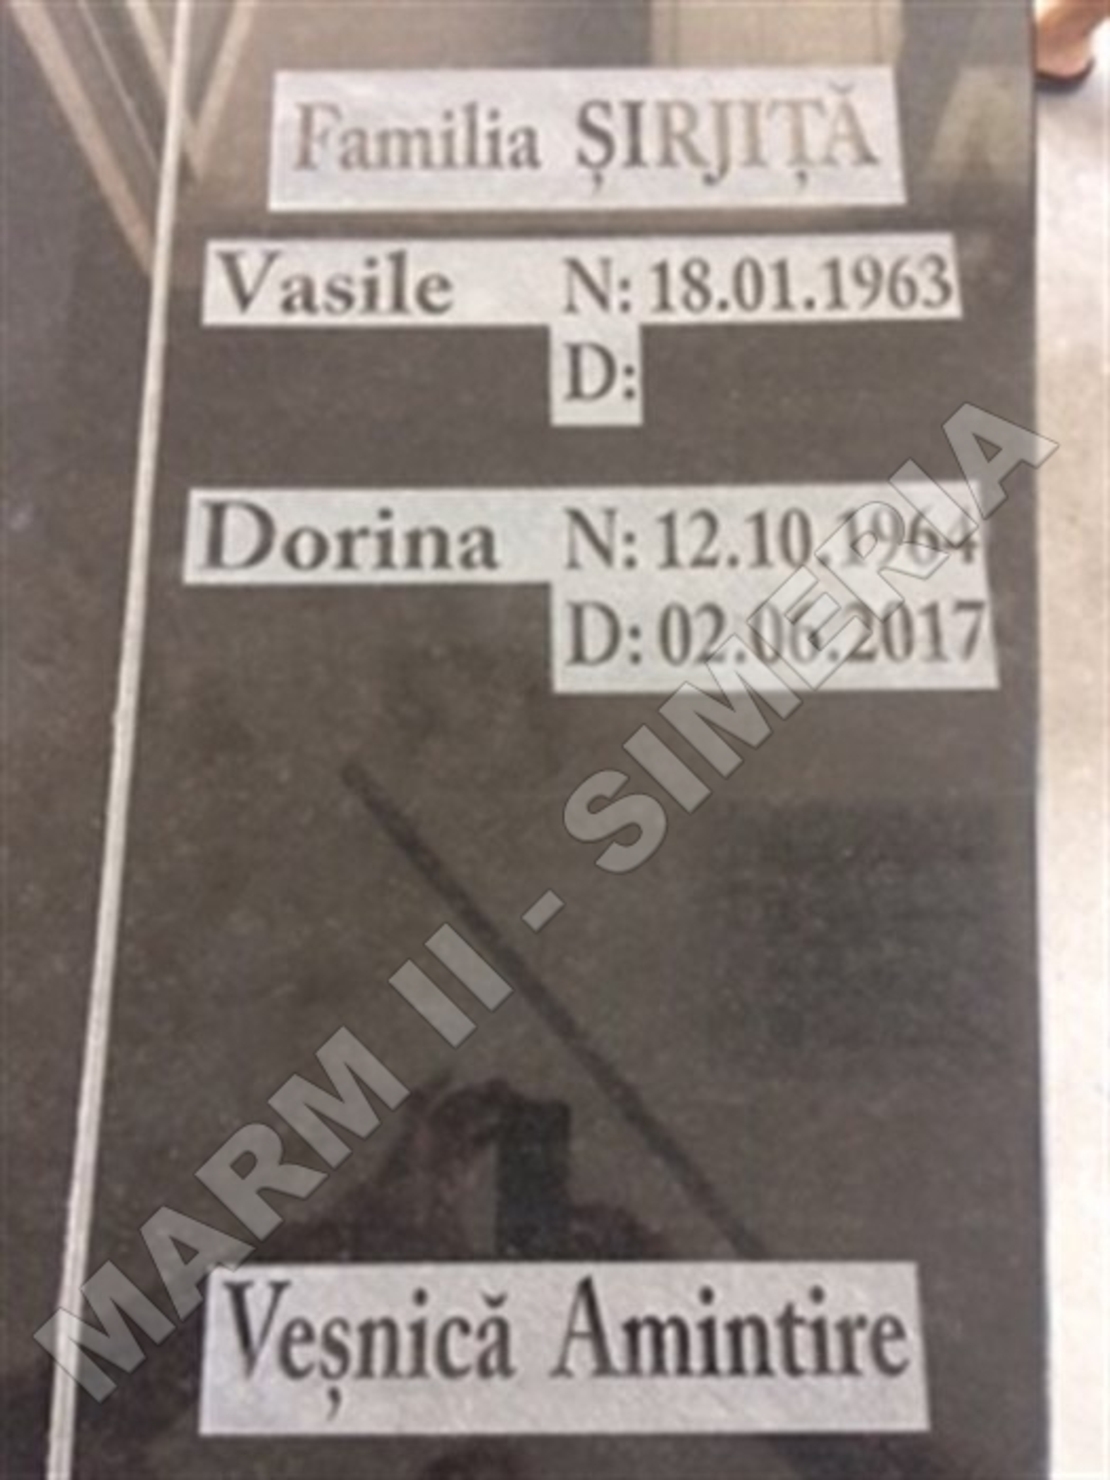 Familia ȘIRJIȚĂ
Vasile N: 18.01.1963
D:
Dorina N: 12.10.1964
D: 02.06.2017
MARM II - SIMERIA
Veșnică Amintire